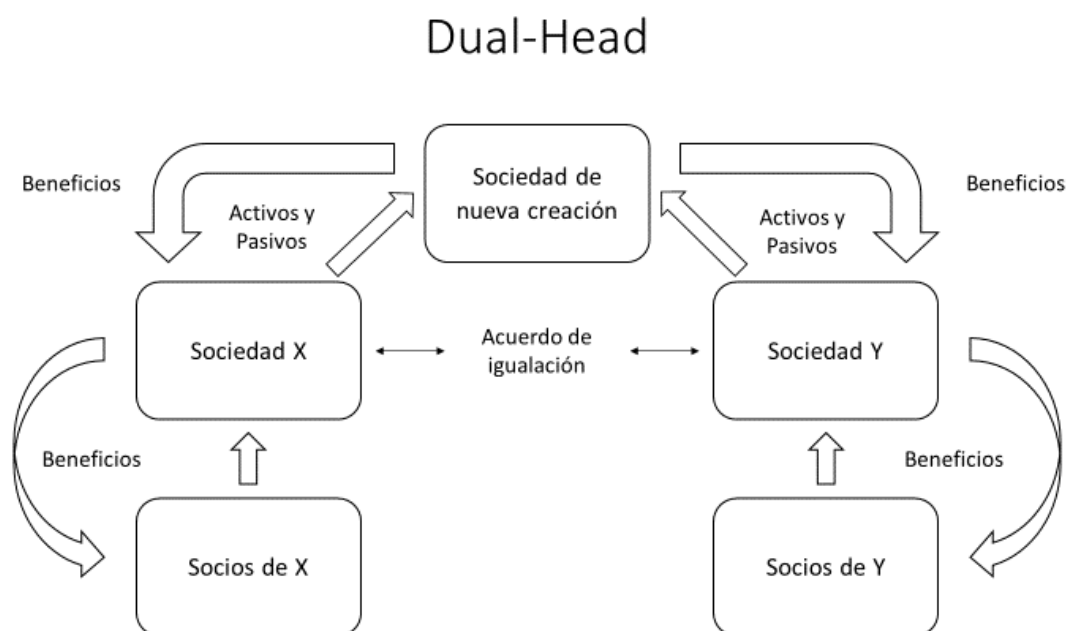 Dual-Head
Sociedad de
nueva creación
Beneficios
Beneficios
Activos y
Pasivos
Activos y
Pasivos
Sociedad X
Acuerdo de
igualación
Sociedad Y
Beneficios
Beneficios
Socios de X
Socios de Y